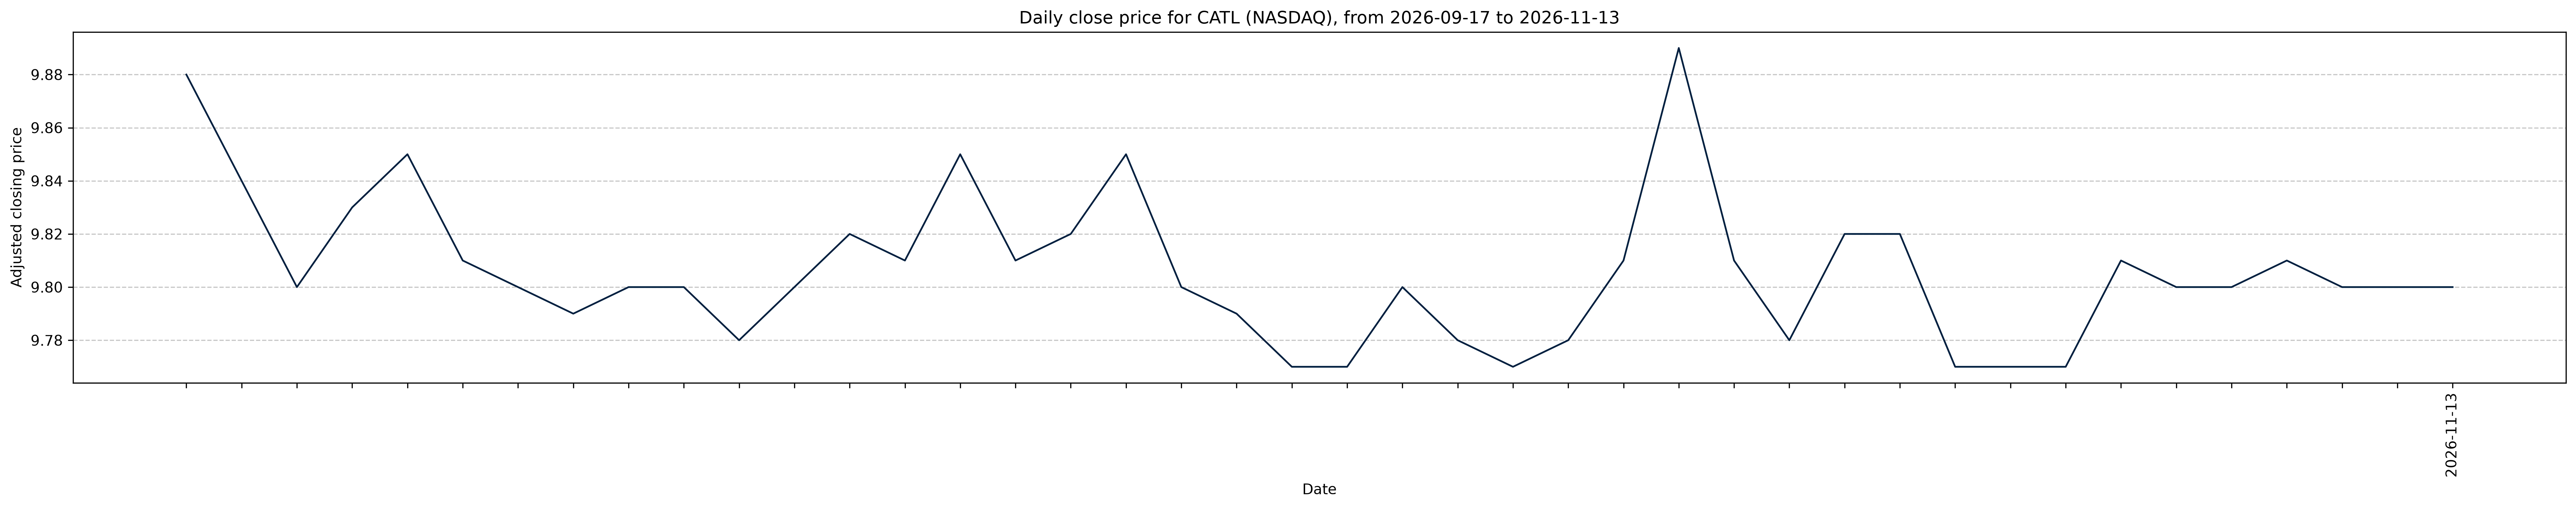 Daily close price for CATL (NASDAQ), from 2026-09-17 to 2026-11-13
Adjusted closing price
9.88
9.86
9.84
9.82
9.80
9.78
2026-11-13
Date